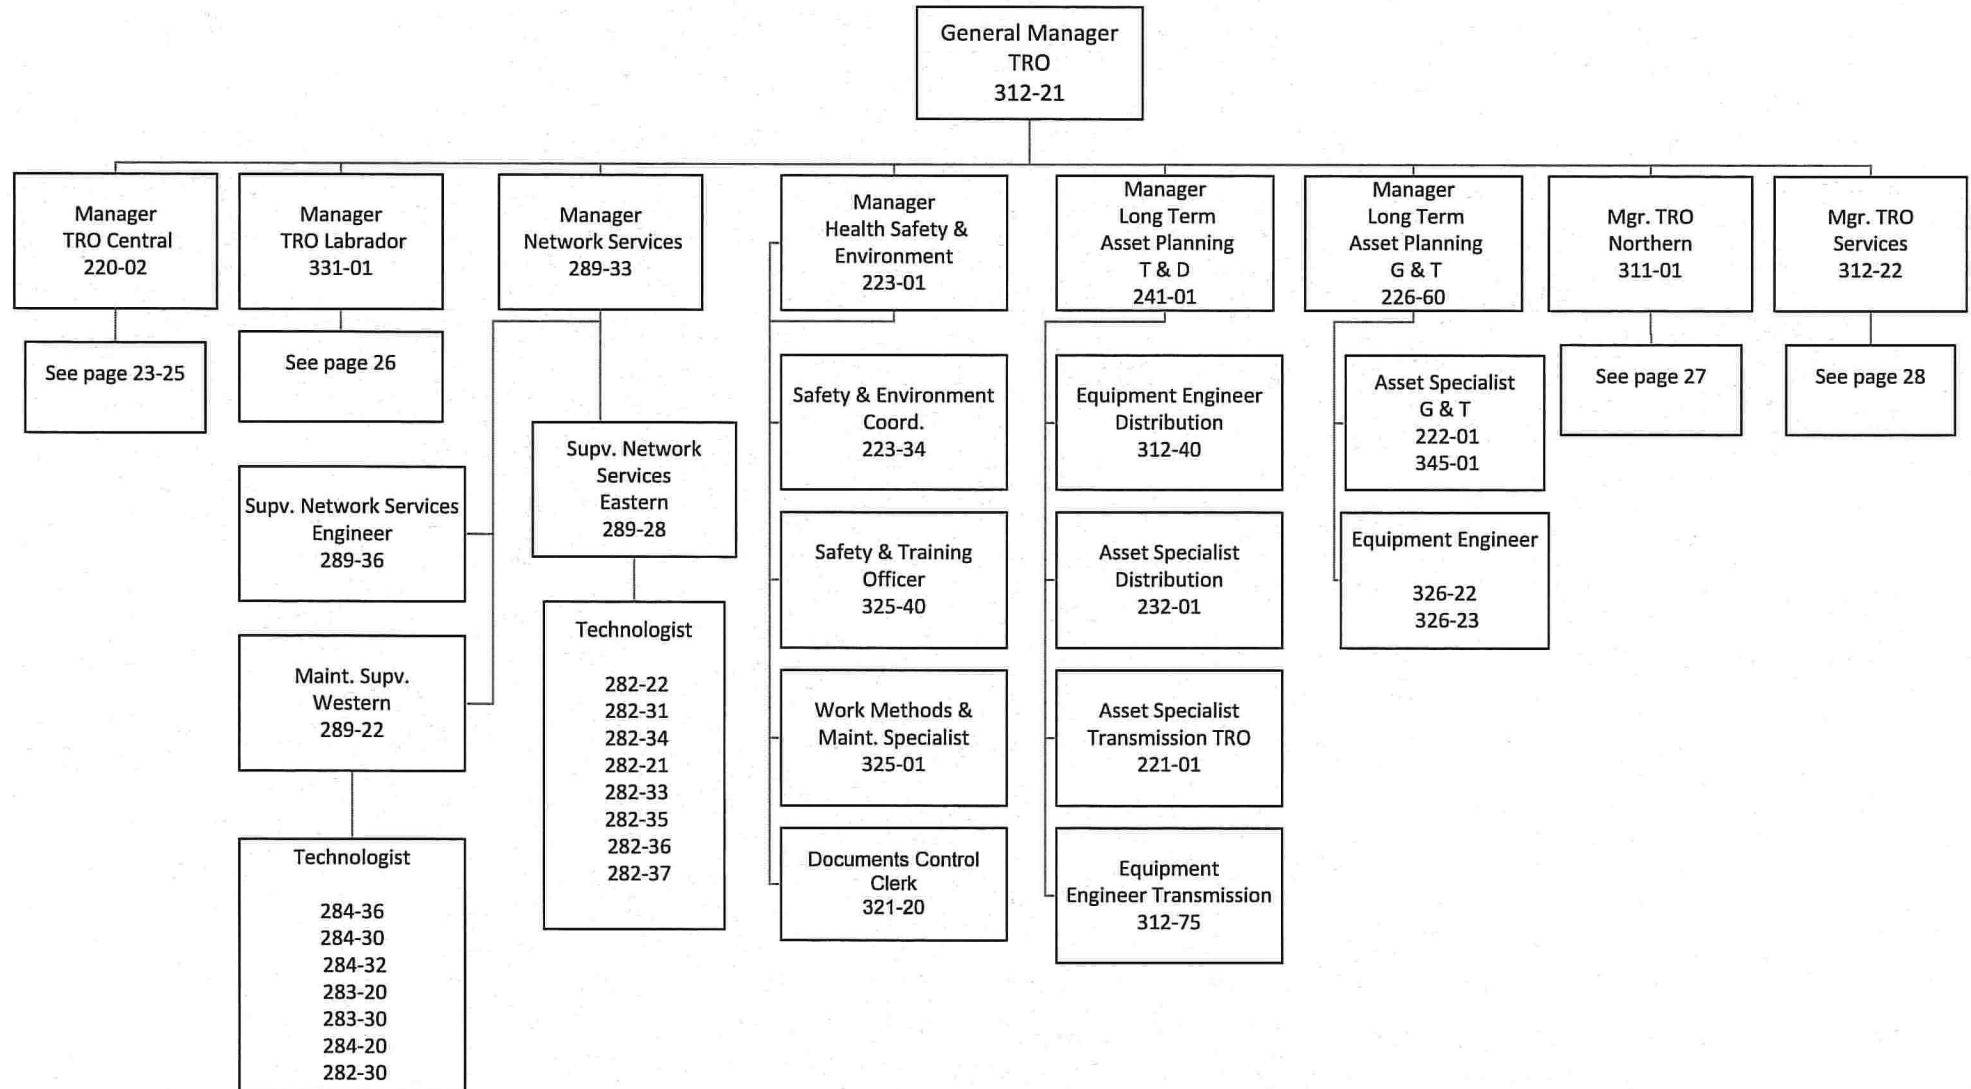 General Manager
TRO
312-21
Manager
TRO Central
220-02
See page 23-25
Manager
TRO Labrador
331-01
See page 26
Manager
Network Services
289-33
Supv. Network Services
Engineer
289-36
Maint. Supv.
Western
289-22
Technologist
284-36
284-30
284-32
283-20
283-30
284-20
282-30
Supv. Network
Services
Eastern
289-28
Technologist
282-22
282-31
282-34
282-21
282-33
282-35
282-36
282-37
Manager
Health Safety &
Environment
223-01
Safety & Environment
Coord.
223-34
Safety & Training
Officer
325-40
Work Methods &
Maint. Specialist
325-01
Documents Control
Clerk
321-20
Manager
Long Term
Asset Planning
T & D
241-01
Equipment Engineer
Distribution
312-40
Asset Specialist
Distribution
232-01
Asset Specialist
Transmission TRO
221-01
Equipment
Engineer Transmission
312-75
Manager
Long Term
Asset Planning
G & T
226-60
Asset Specialist
G & T
222-01
345-01
Equipment Engineer
326-22
326-23
Mgr. TRO
Northern
311-01
See page 27
Mgr. TRO
Services
312-22
See page 28